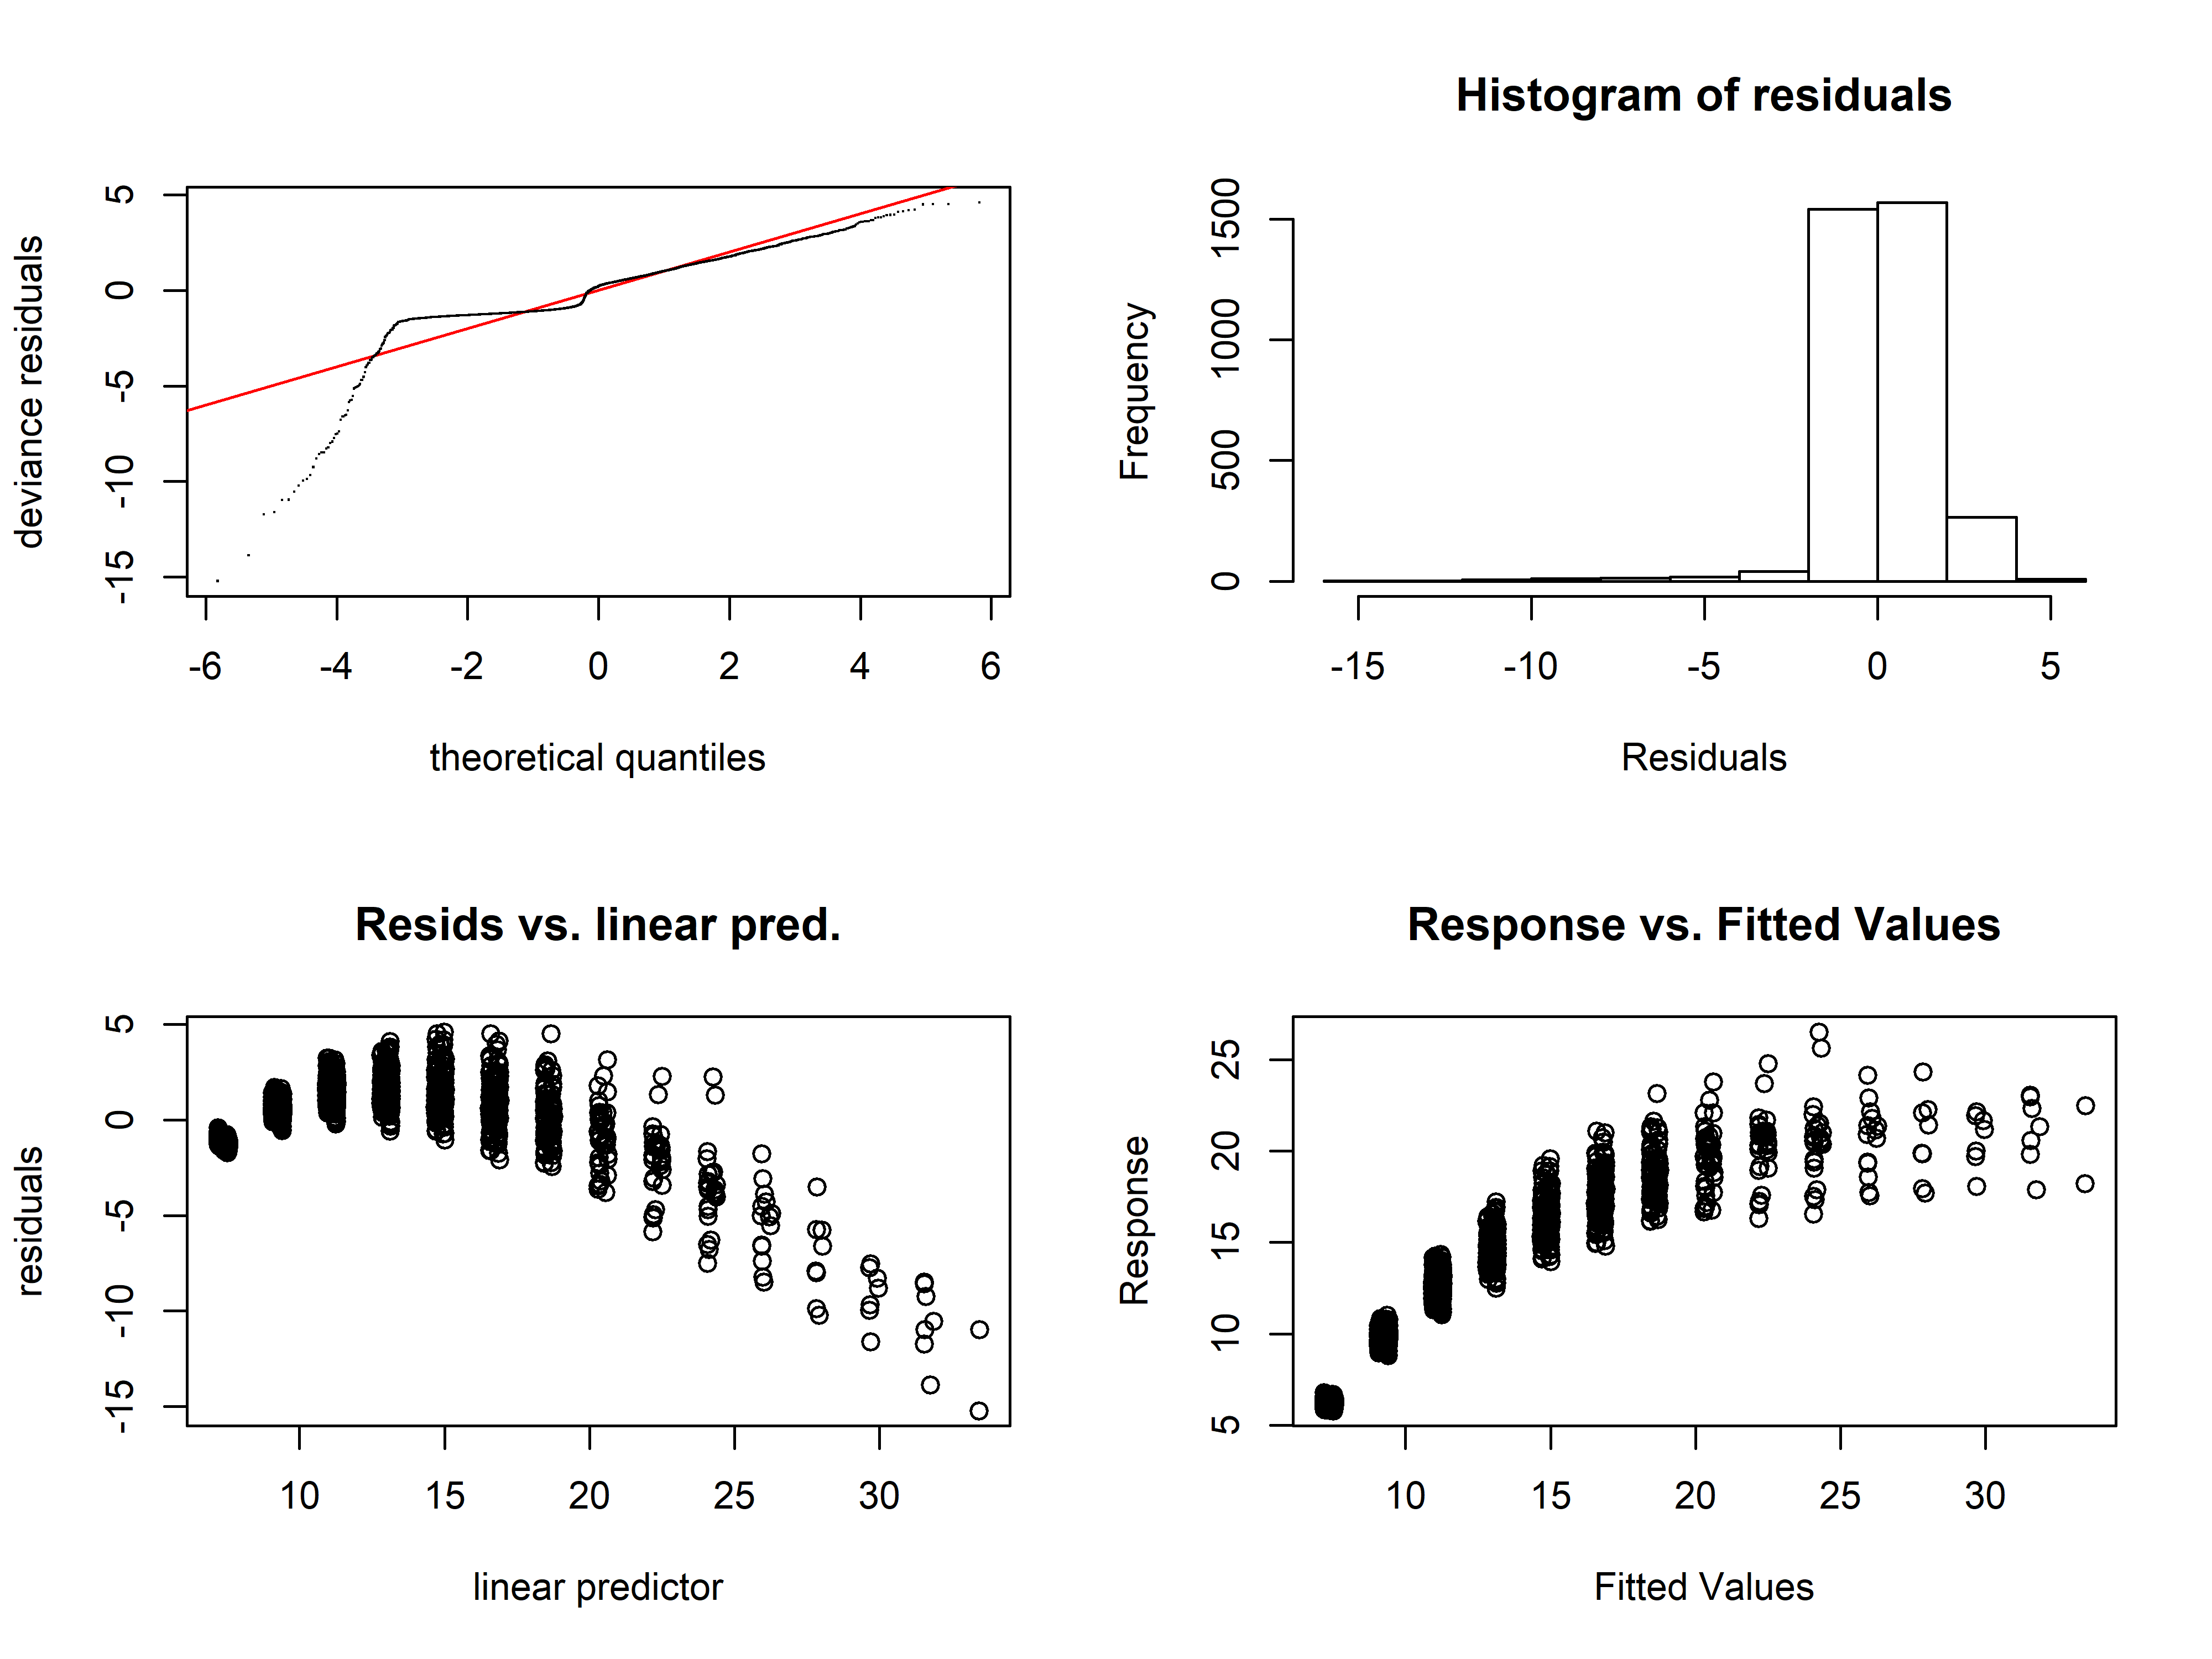 deviance residuals
5
0
-5
-10
-15
-6 -4 -2 0 2 4 6
theoretical quantiles
Histogram of residuals
Frequency
1500
1000
500
0
-15 -10 -5 0 5
Residuals
Resids vs. linear pred.
residuals
5
0
-5
-10
-15
10 15 20 25 30
linear predictor
Response vs. Fitted Values
Response
25
20
15
10
5
10 15 20 25 30
Fitted Values